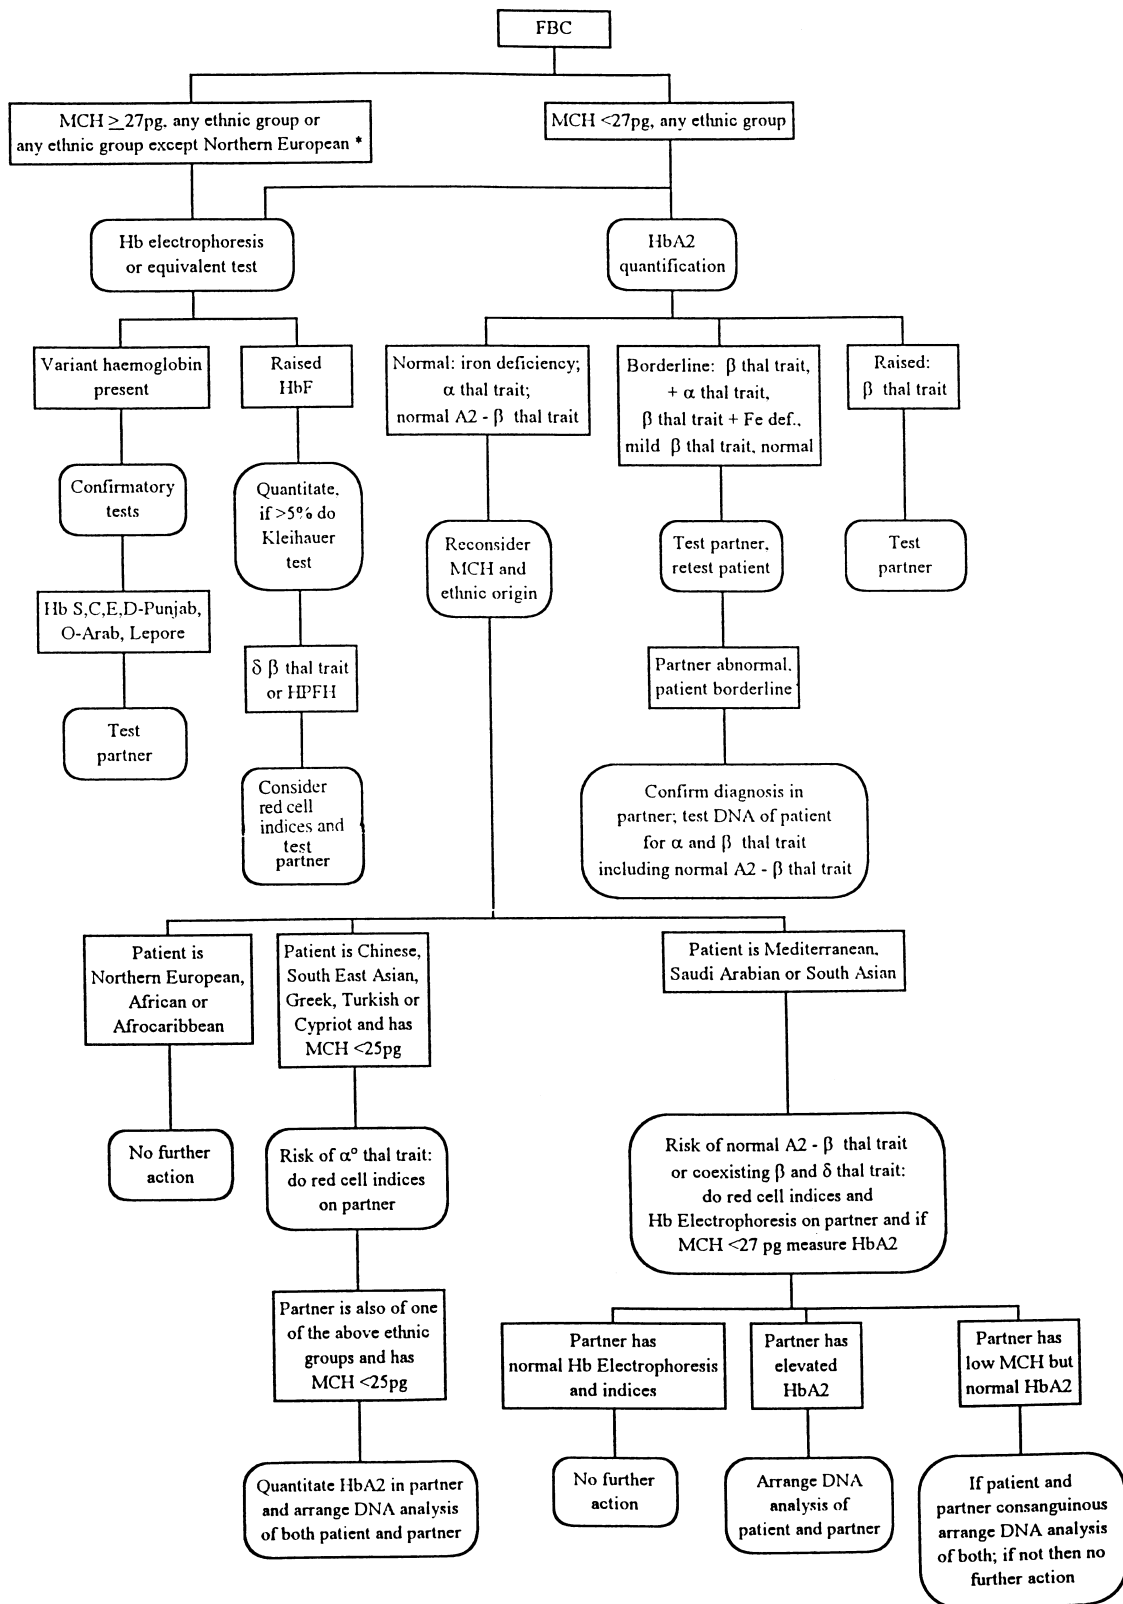 FBC
MCH ≥27pg, any ethnic group or
any ethnic group except Northern European *
MCH <27pg, any ethnic group
Hb electrophoresis
or equivalent test
HbA2
quantification
Variant haemoglobin
present
Raised
HbF
Normal: iron deficiency;
α thal trait;
normal A2 - β thal trait
Borderline: β thal trait,
+ α thal trait,
β thal trait + Fe def.,
mild β thal trait, normal
Raised:
β thal trait
Confirmatory
tests
Quantitate,
if >5% do
Kleihauer
test
Reconsider
MCH and
ethnic origin
Test partner,
retest patient
Test
partner
Hb S,C,E,D-Punjab,
O-Arab, Lepore
δ β thal trait
or HPFH
Partner abnormal,
patient borderline
Test
partner
Consider
red cell
indices and
test
partner
Confirm diagnosis in
partner; test DNA of patient
for α and β thal trait
including normal A2 - β thal trait
Patient is
Northern European,
African or
Afrocaribbean
Patient is Chinese,
South East Asian,
Greek, Turkish or
Cypriot and has
MCH <25pg
Patient is Mediterranean,
Saudi Arabian or South Asian
No further
action
Risk of α° thal trait:
do red cell indices
on partner
Risk of normal A2 - β thal trait
or coexisting β and δ thal trait:
do red cell indices and
Hb Electrophoresis on partner and if
MCH <27 pg measure HbA2
Partner is also of one
of the above ethnic
groups and has
MCH <25pg
Partner has
normal Hb Electrophoresis
and indices
Partner has
elevated
HbA2
Partner has
low MCH but
normal HbA2
Quantitate HbA2 in partner
and arrange DNA analysis
of both patient and partner
No further
action
Arrange DNA
analysis of
patient and partner
If patient and
partner consanguinous
arrange DNA analysis
of both; if not then no
further action